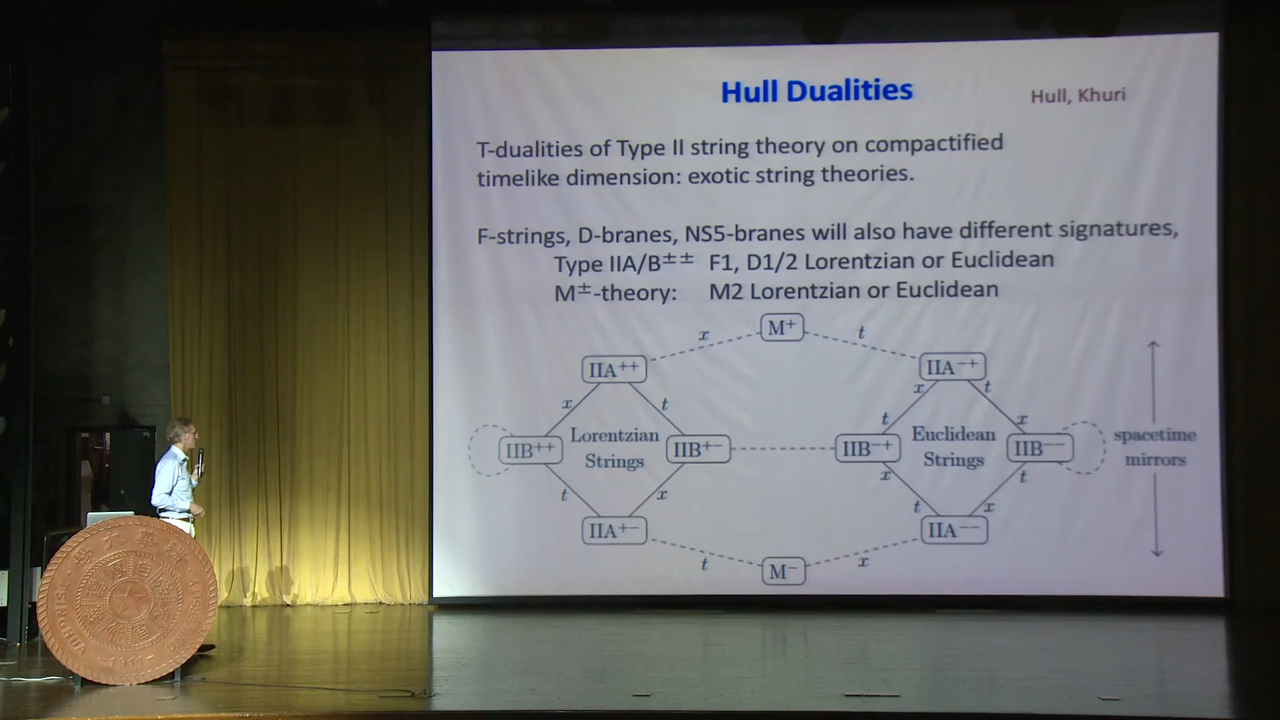 Hull Dualities
Hull, Khuri
T-dualities of Type II string theory on compactified
timelike dimension: exotic string theories.
F-strings, D-branes, NS5-branes will also have different signatures,
Type IIA/B±± F1, D1/2 Lorentzian or Euclidean
M±-theory: M2 Lorentzian or Euclidean
x
M⁺
t
IIA⁺⁺
IIA⁻⁺
x
t
x
t
t
x
IIB⁺⁺
Lorentzian
Strings
IIB⁺⁻
IIB⁻⁺
Euclidean
Strings
IIB⁻⁻
spacetime
mirrors
t
x
x
t
t
x
IIA⁺⁻
IIA⁻⁻
t
M⁻
x
TSINGHUA
1911